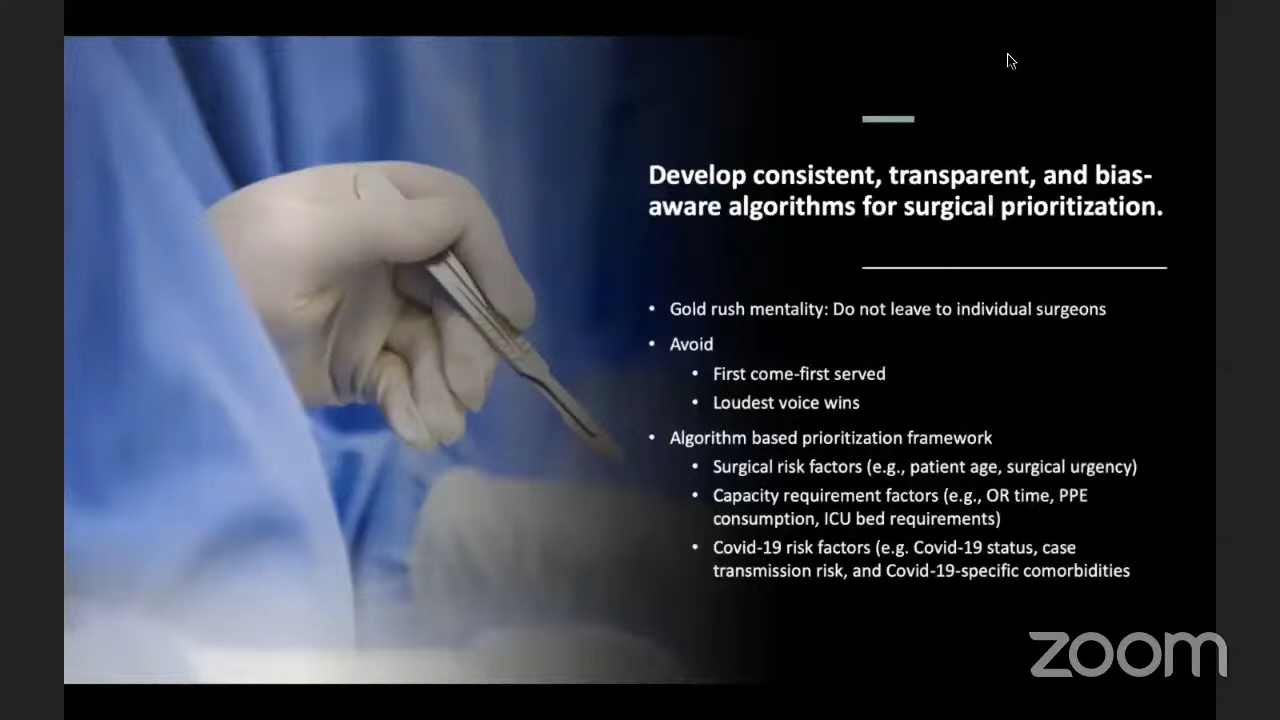 Develop consistent, transparent, and bias-
aware algorithms for surgical prioritization.
• Gold rush mentality: Do not leave to individual surgeons
• Avoid
• First come-first served
• Loudest voice wins
• Algorithm based prioritization framework
• Surgical risk factors (e.g., patient age, surgical urgency)
• Capacity requirement factors (e.g., OR time, PPE
consumption, ICU bed requirements)
• Covid-19 risk factors (e.g. Covid-19 status, case
transmission risk, and Covid-19-specific comorbidities
zoom